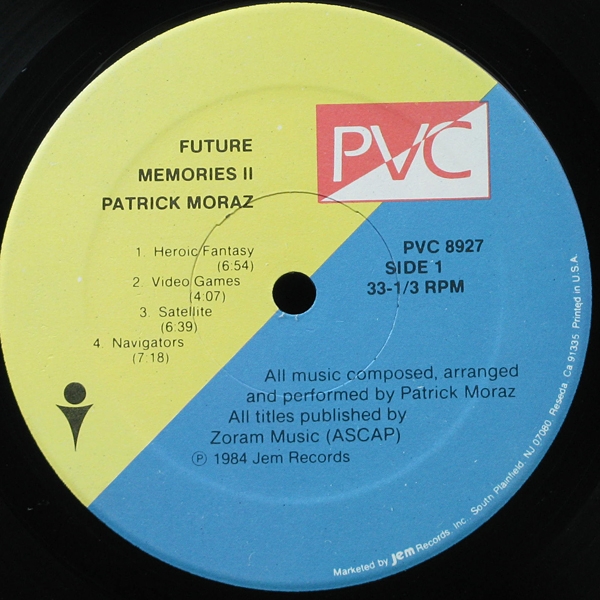 FUTURE
MEMORIES II
PATRICK MORAZ
PVC
1. Heroic Fantasy
(6:54)
2. Video Games
(4:07)
3. Satellite
(6:39)
4. Navigators
(7:18)
PVC 8927
SIDE 1
33-1/3 RPM
All music composed, arranged
and performed by Patrick Moraz
All titles published by
Zoram Music (ASCAP)
Ⓟ 1984 Jem Records
Marketed by Jem Records, Inc. South Plainfield, NJ 07080 Reseda, Ca 91335 Printed in U.S.A.